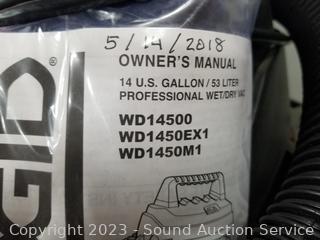 5/14/2018
OWNER'S MANUAL
14 U.S. GALLON / 53 LITER
PROFESSIONAL WET/DRY VAC
WD14500
WD1450EX1
WD1450M1
GID®
Copyright 2023 - Sound Auction Service